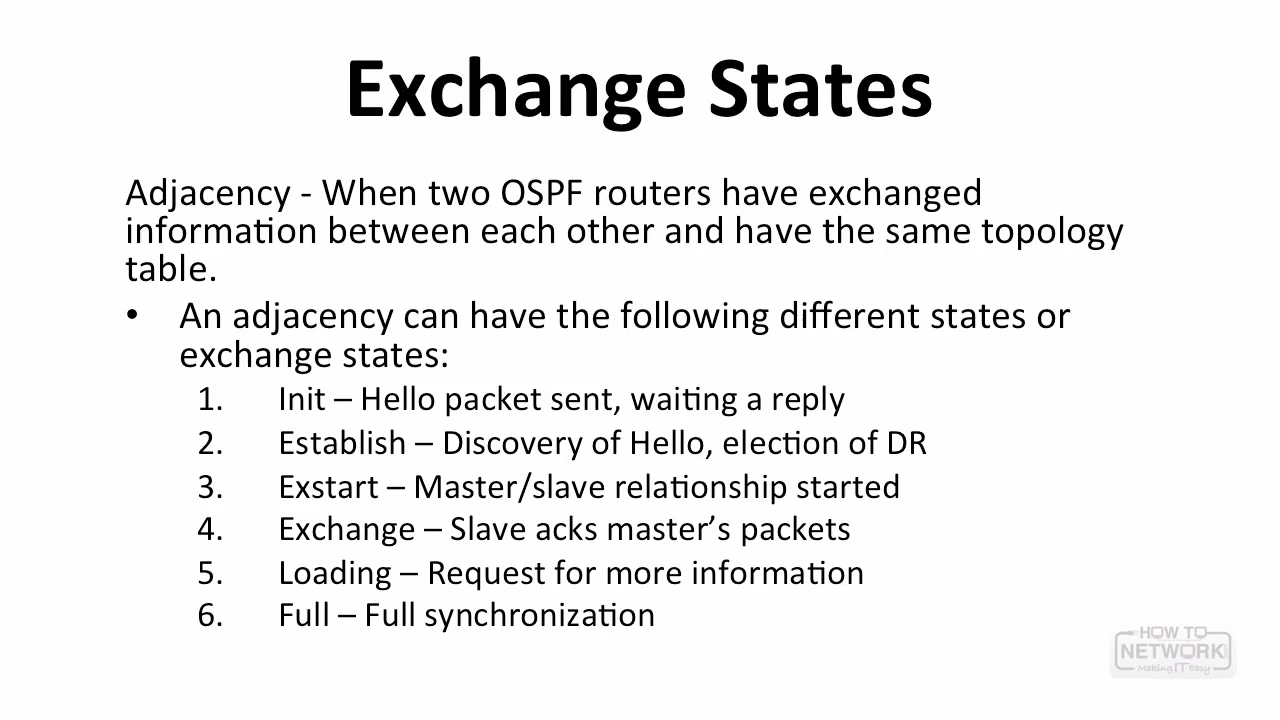 Exchange States
Adjacency - When two OSPF routers have exchanged
information between each other and have the same topology
table.
• An adjacency can have the following different states or
exchange states:
1. Init – Hello packet sent, waiting a reply
2. Establish – Discovery of Hello, election of DR
3. Exstart – Master/slave relationship started
4. Exchange – Slave acks master’s packets
5. Loading – Request for more information
6. Full – Full synchronization
HOW TO
NETWORK
Making IT Easy